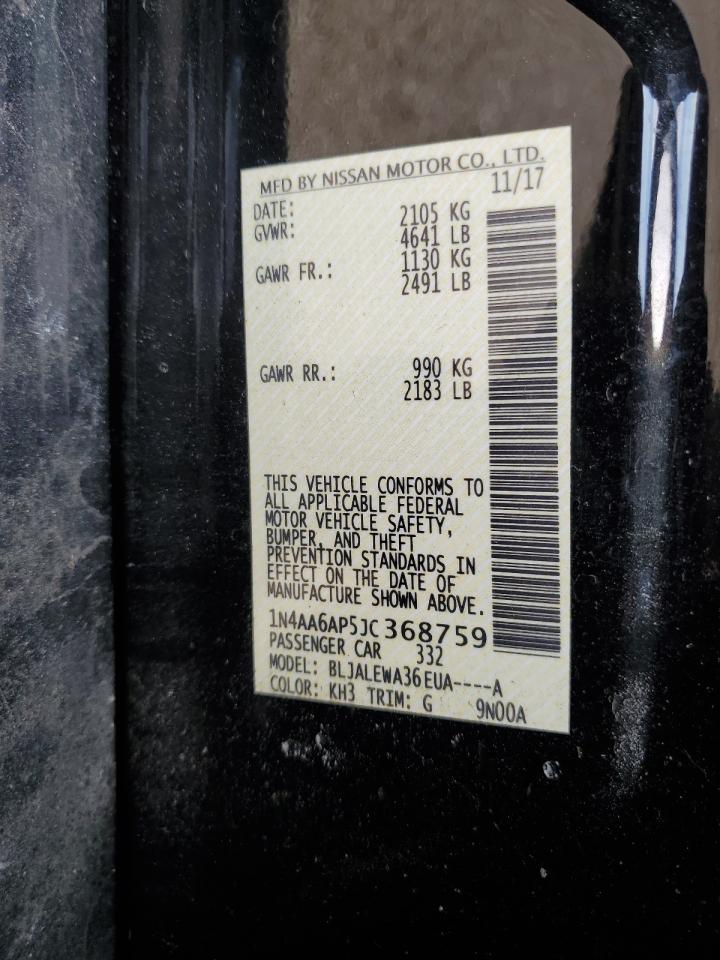 MFD BY NISSAN MOTOR CO., LTD.
DATE: 11/17
GVWR: 2105 KG
4641 LB
GAWR FR.: 1130 KG
2491 LB
GAWR RR.: 990 KG
2183 LB
THIS VEHICLE CONFORMS TO
ALL APPLICABLE FEDERAL
MOTOR VEHICLE SAFETY,
BUMPER, AND THEFT
PREVENTION STANDARDS IN
EFFECT ON THE DATE OF
MANUFACTURE SHOWN ABOVE.
1N4AA6AP5JC368759
PASSENGER CAR 332
MODEL: BLJALEWA36EUA----A
COLOR: KH3 TRIM: G 9N00A